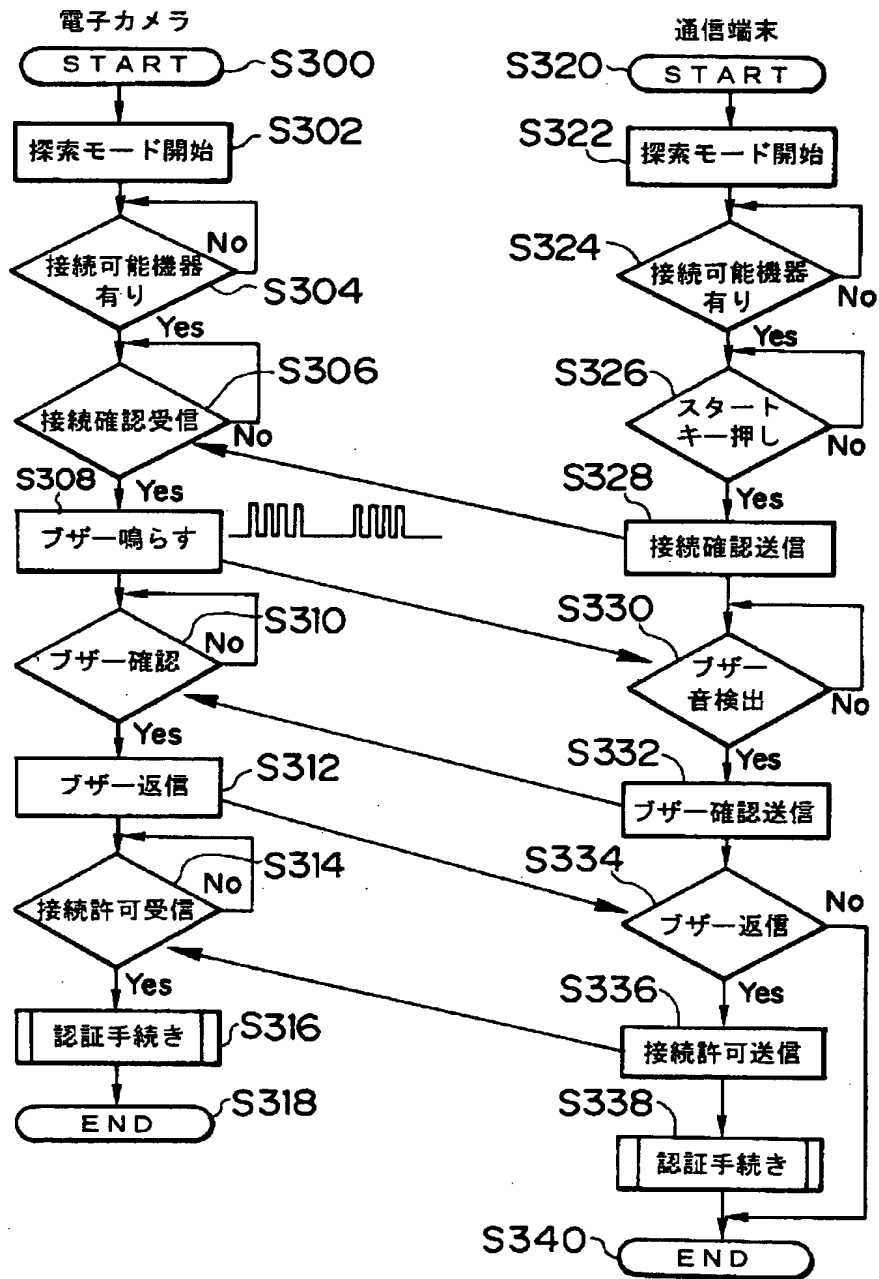 電子カメラ
START
S300
探索モード開始
S302
No
接続可能機器
有り
S304
Yes
S306
接続確認受信
No
S308
Yes
ブザー鳴らす
S310
No
ブザー確認
Yes
S312
ブザー返信
S314
No
接続許可受信
Yes
認証手続き
S316
END
S318
通信端末
S320
START
S322
探索モード開始
S324
接続可能機器
有り
No
Yes
S326
スタート
キー押し
No
S328
Yes
接続確認送信
S330
ブザー
音検出
No
S332
Yes
ブザー確認送信
S334
No
ブザー返信
S336
Yes
接続許可送信
S338
認証手続き
S340
END